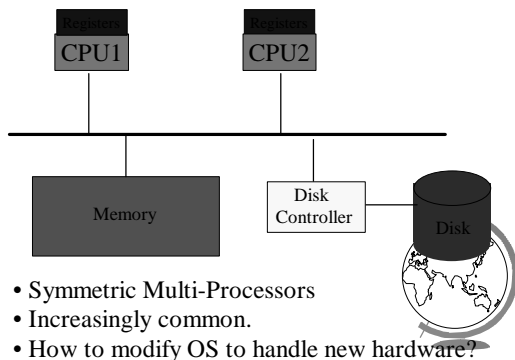 Registers
CPU1
Registers
CPU2
Memory
Disk
Controller
Disk
• Symmetric Multi-Processors
• Increasingly common.
• How to modify OS to handle new hardware?